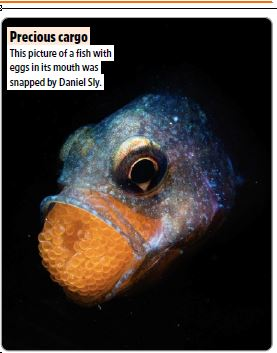 Precious cargo
This picture of a fish with
eggs in its mouth was
snapped by Daniel Sly.